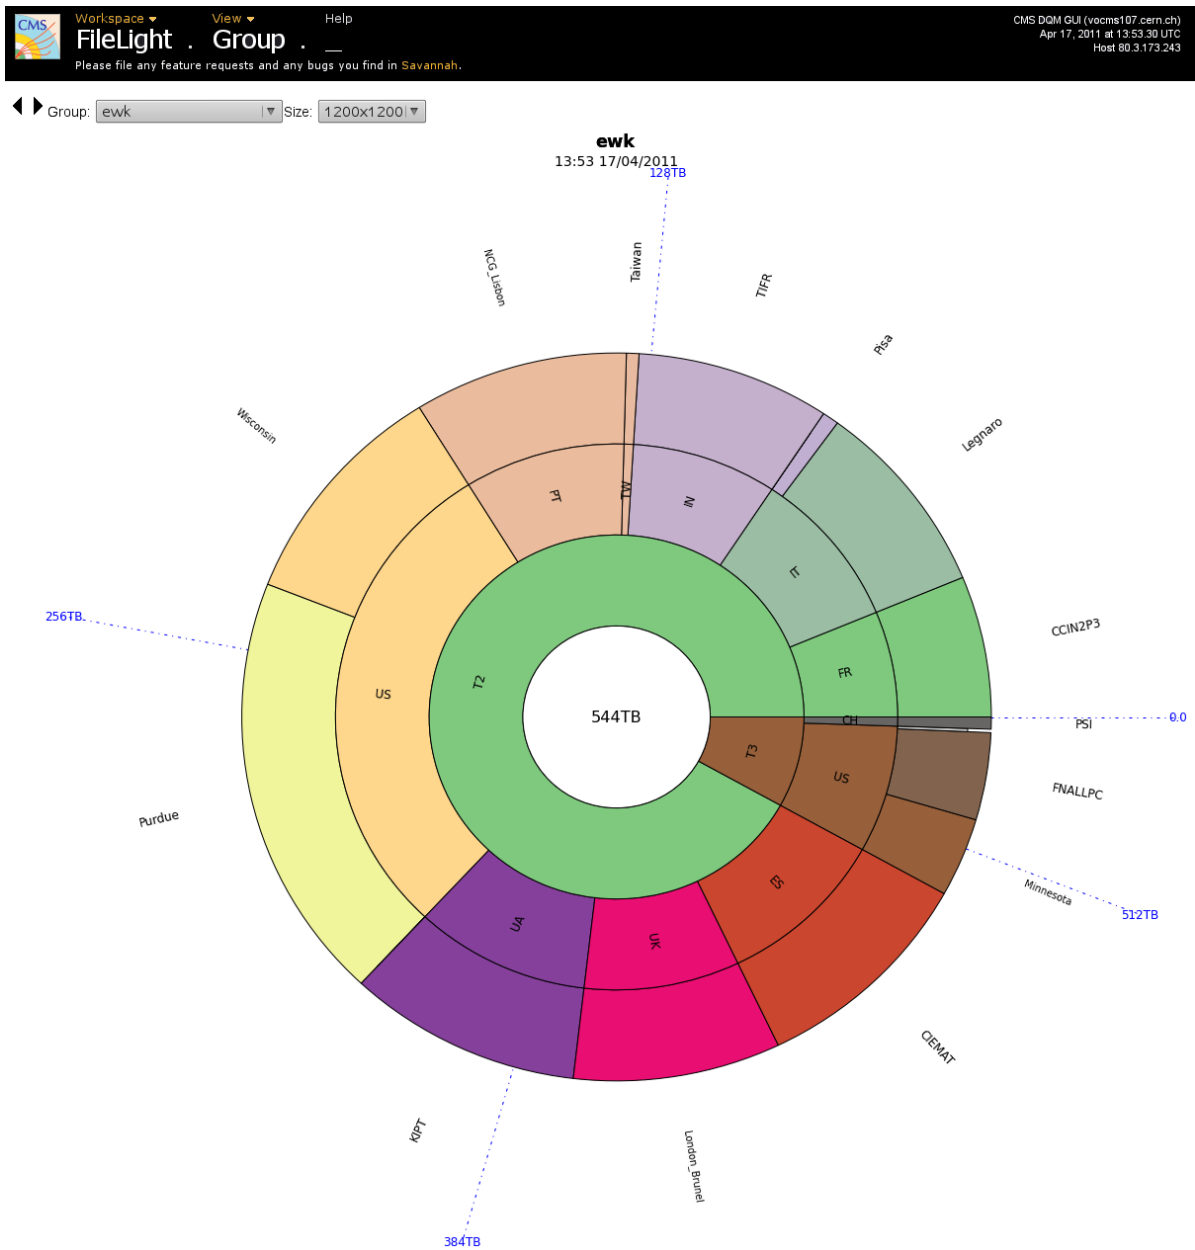 CMS
Workspace View Help
FileLight . Group . __
Please file any feature requests and any bugs you find in Savannah.
CMS DQM GUI (vocms107.cern.ch)
Apr 17, 2011 at 13:53.30 UTC
Host 80.3.173.243
Group: ewk Size: 1200x1200
ewk
13:53 17/04/2011
128TB
Taiwan
NCG_Lisbon
TIFR
Pisa
Wisconsin
Legnaro
PT
TW
IN
IT
256TB
CCIN2P3
T2
FR
US
544TB
0.0
CH
PSI
T3
US
FNALLPC
Purdue
Minnesota
512TB
ES
UA
UK
CIEMAT
KIPT
London_Brunel
384TB